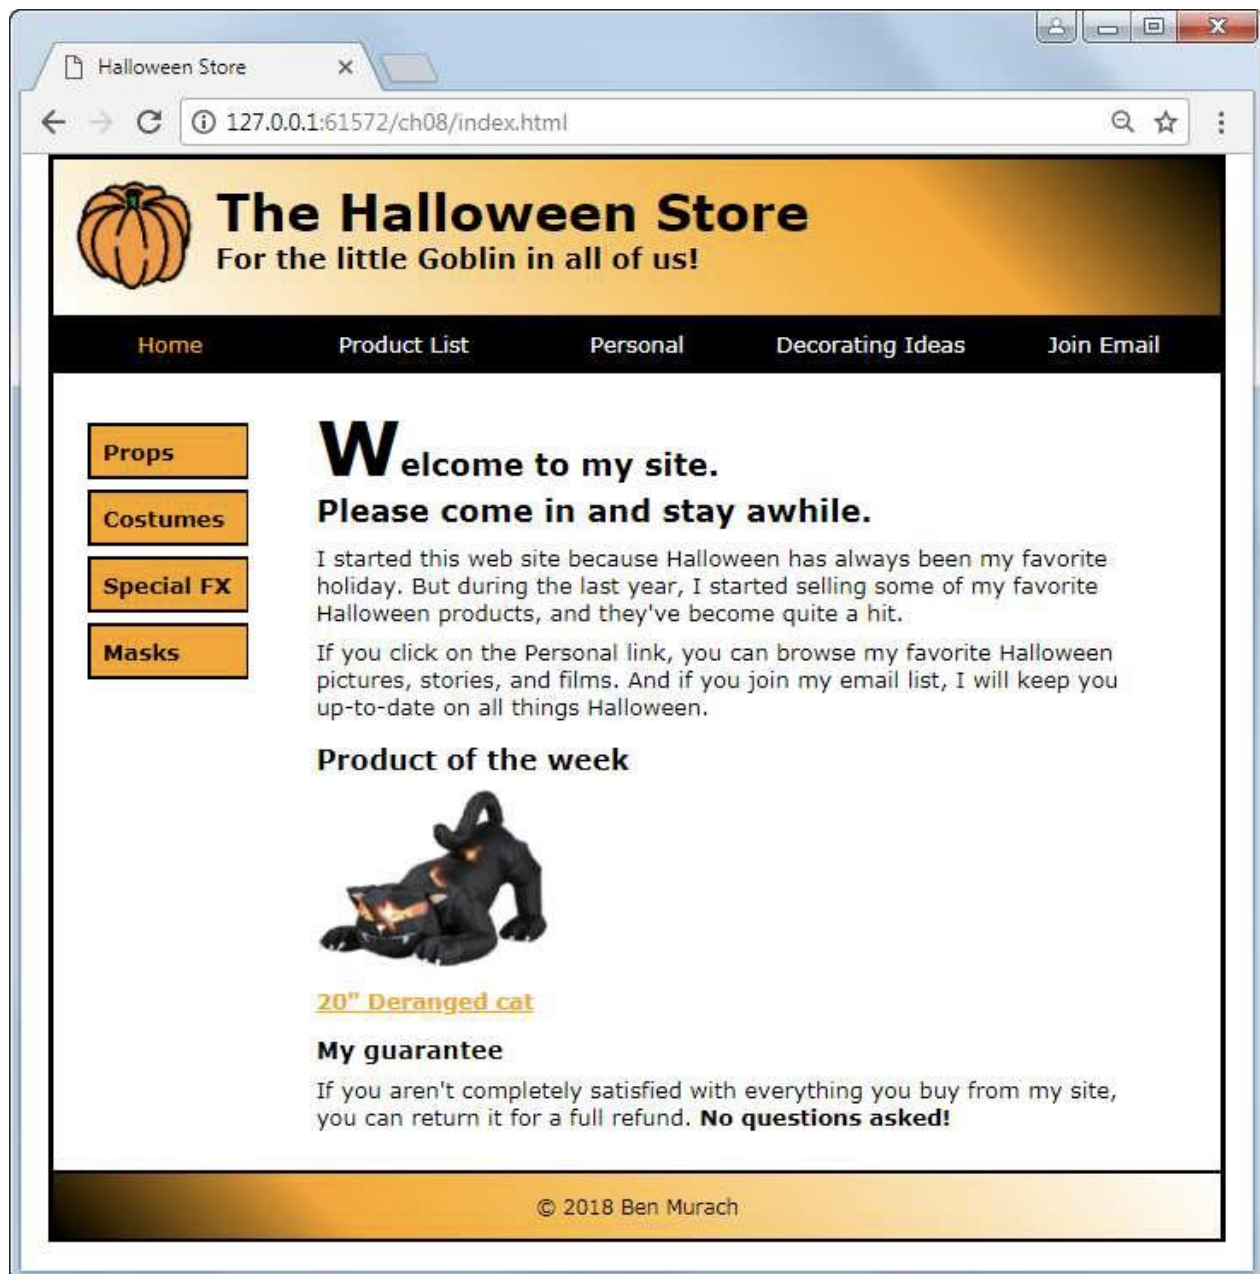 Halloween Store
127.0.0.1:61572/ch08/index.html
The Halloween Store
For the little Goblin in all of us!
Home Product List Personal Decorating Ideas Join Email
Props
Costumes
Special FX
Masks
Welcome to my site.
Please come in and stay awhile.
I started this web site because Halloween has always been my favorite
holiday. But during the last year, I started selling some of my favorite
Halloween products, and they've become quite a hit.
If you click on the Personal link, you can browse my favorite Halloween
pictures, stories, and films. And if you join my email list, I will keep you
up-to-date on all things Halloween.
Product of the week
20" Deranged cat
My guarantee
If you aren't completely satisfied with everything you buy from my site,
you can return it for a full refund. No questions asked!
© 2018 Ben Murach